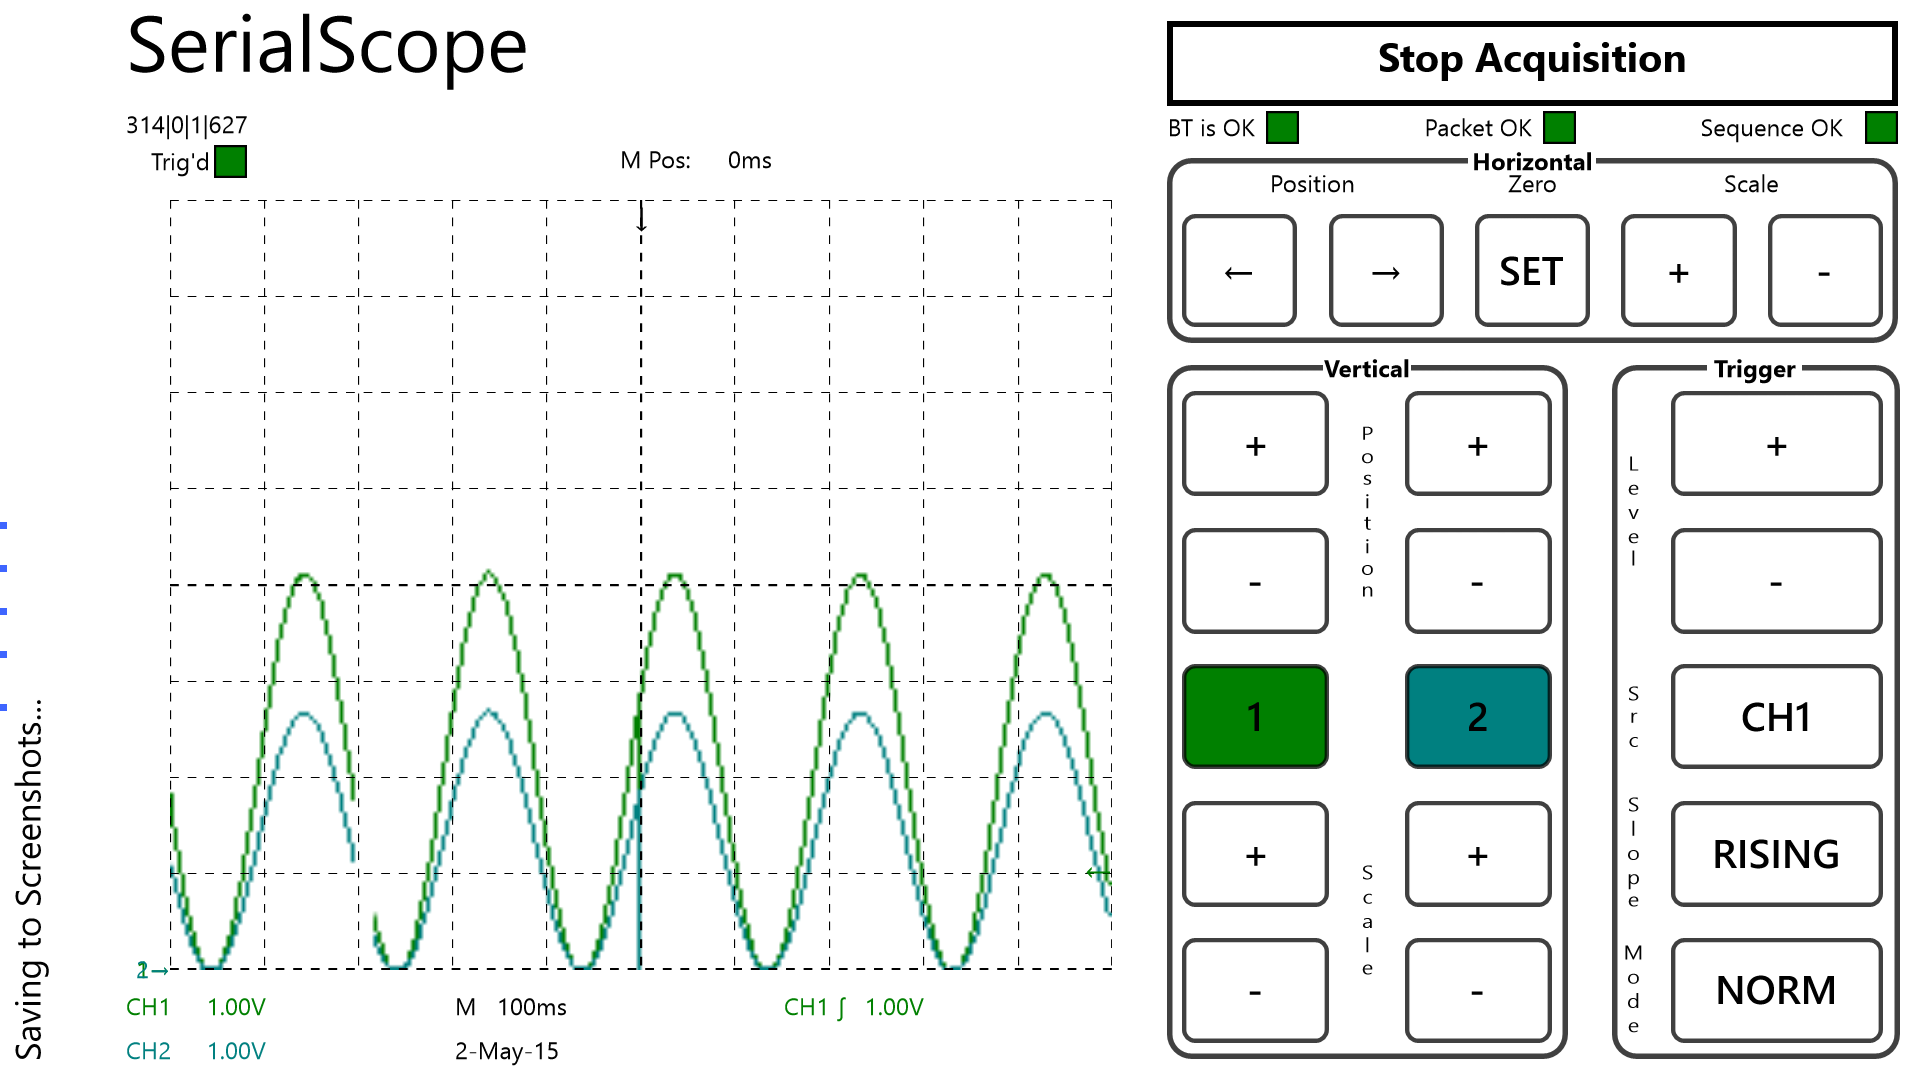 SerialScope
Stop Acquisition
314|0|1|627
BT is OK
Packet OK
Sequence OK
Trig'd
M Pos: 0ms
Horizontal
Position
Zero
Scale
←
→
SET
+
-
Vertical
Trigger
+
Position
+
Level
+
-
-
-
1
2
Src
CH1
+
Scale
+
Slope
RISING
-
-
Mode
NORM
2→
CH1 1.00V
M 100ms
CH1 ∫ 1.00V
CH2 1.00V
2-May-15
Saving to Screenshots...